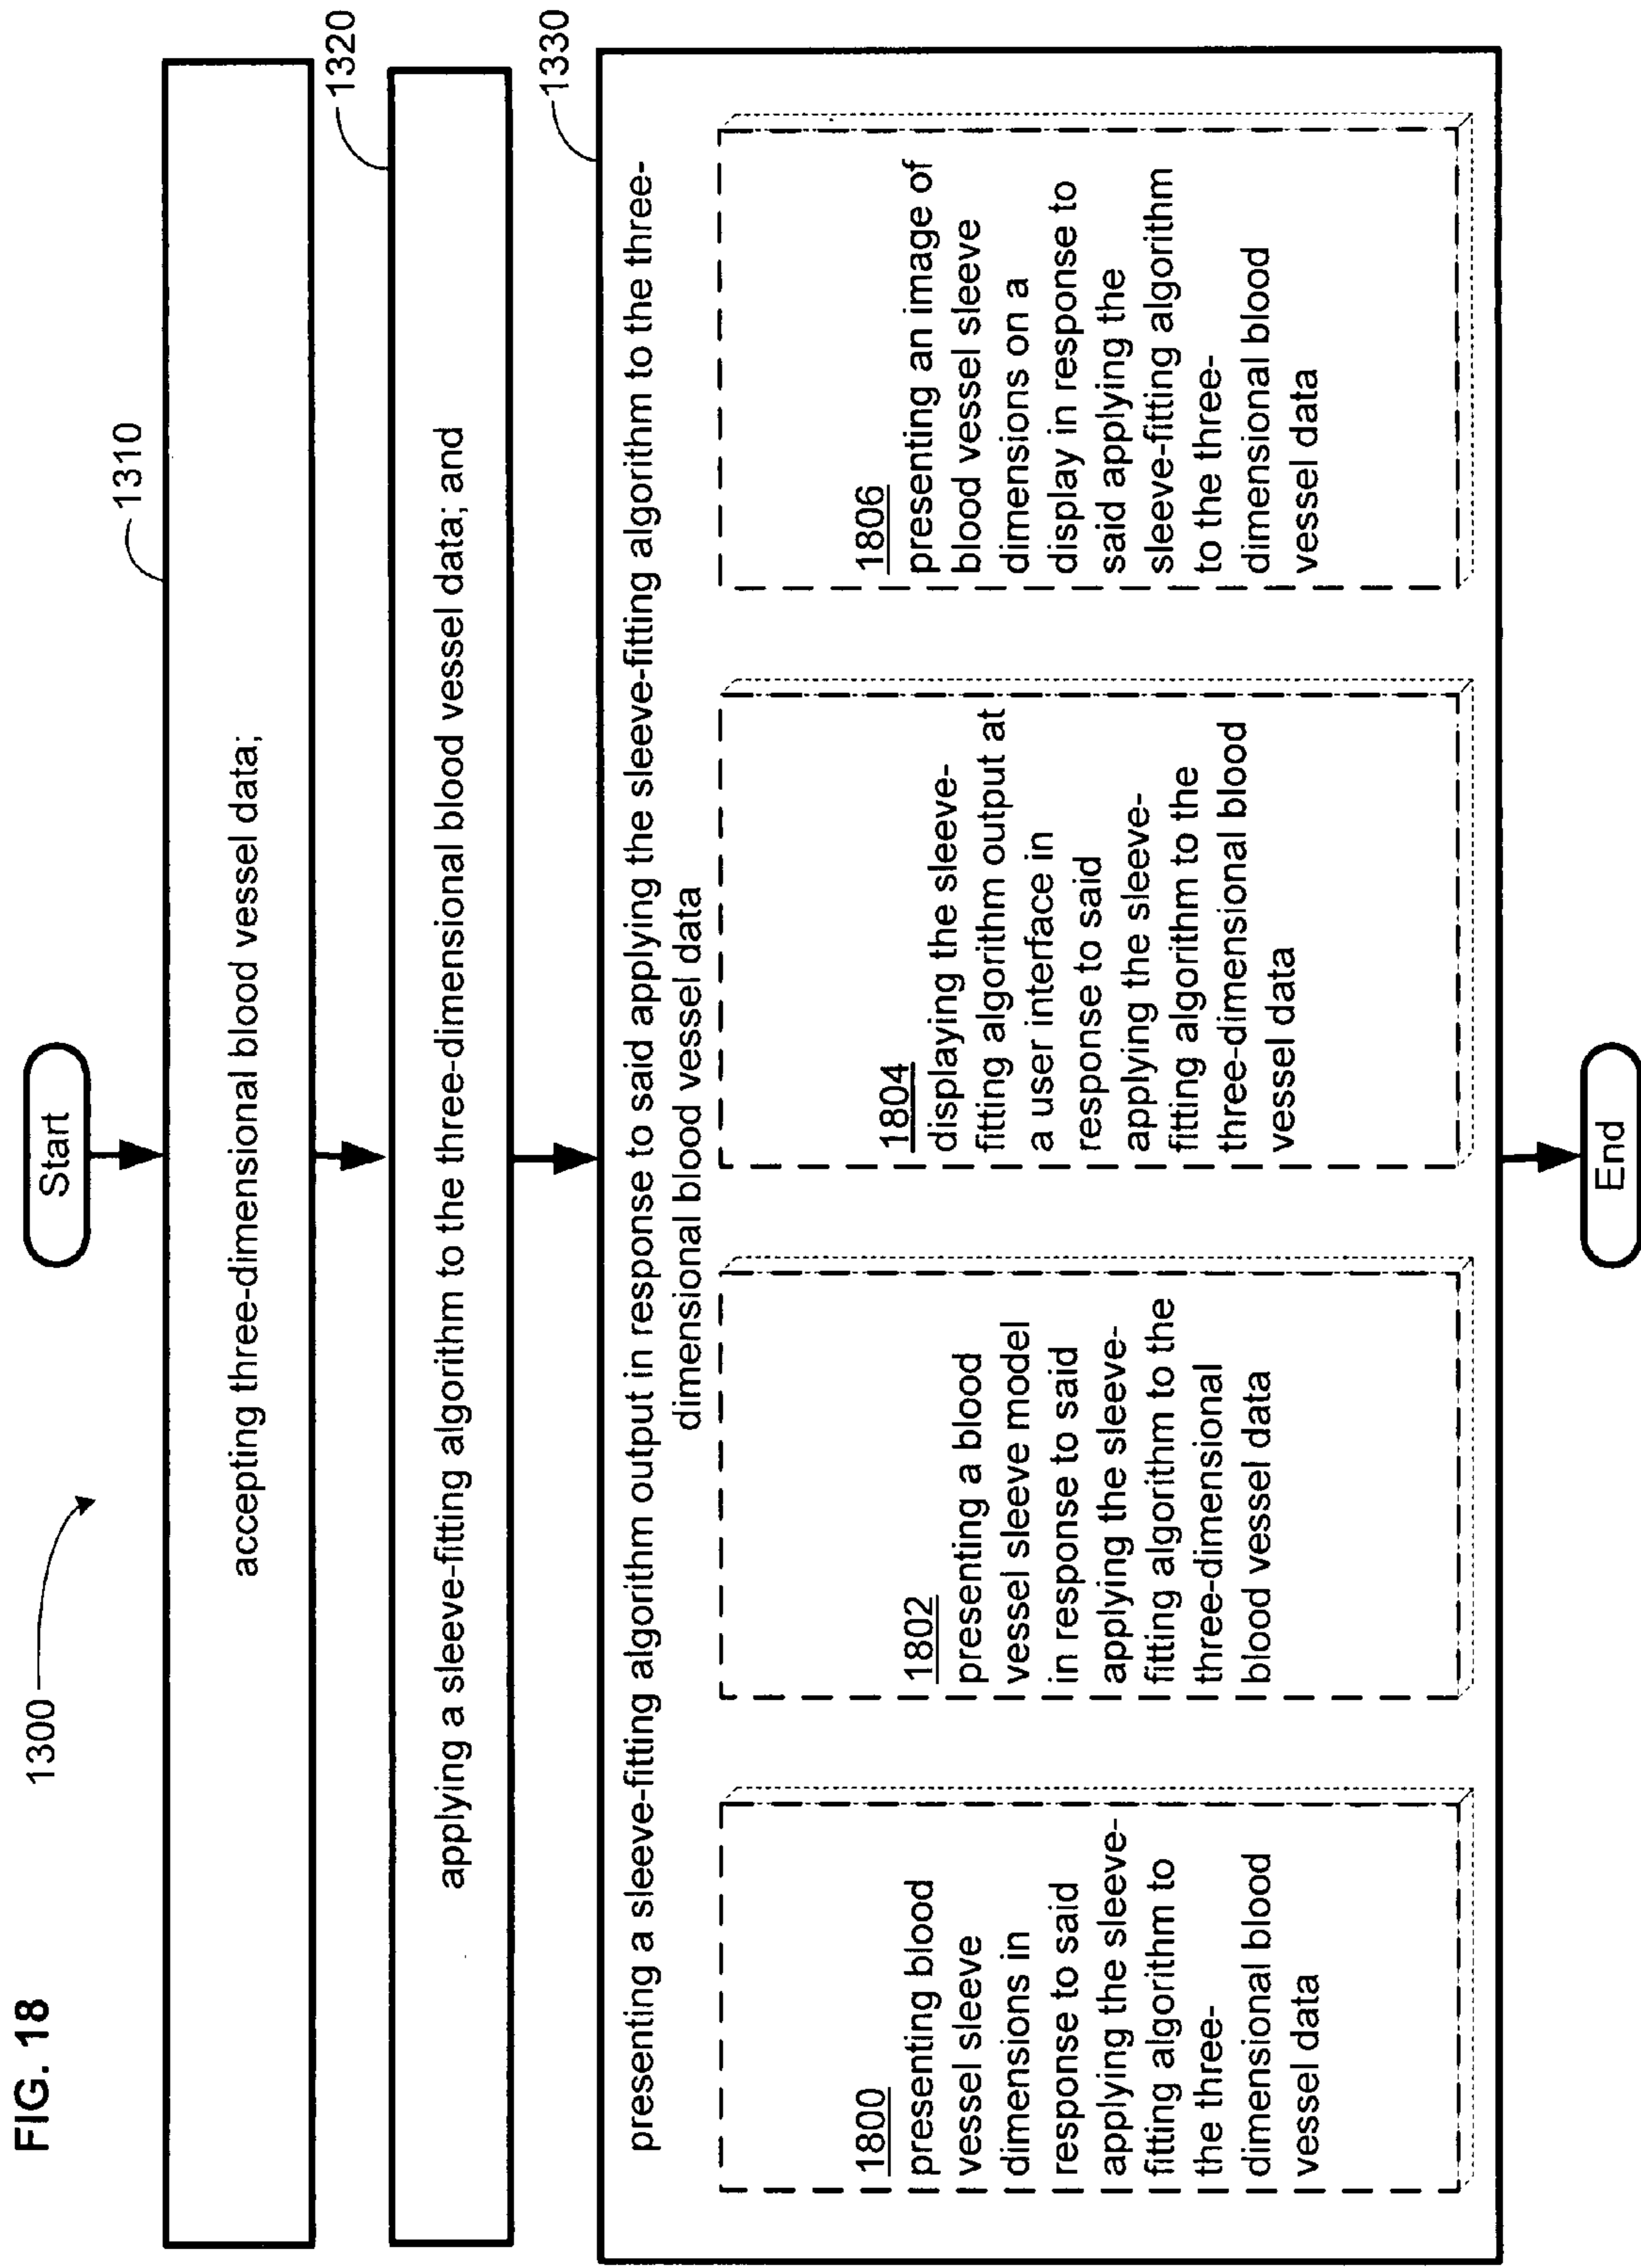 FIG. 18
1300
Start
1310
accepting three-dimensional blood vessel data;
1320
applying a sleeve-fitting algorithm to the three-dimensional blood vessel data; and
1330
presenting a sleeve-fitting algorithm output in response to said applying the sleeve-fitting algorithm to the three-
dimensional blood vessel data
1800
presenting blood
vessel sleeve
dimensions in
response to said
applying the sleeve-
fitting algorithm to
the three-
dimensional blood
vessel data
1802
presenting a blood
vessel sleeve model
in response to said
applying the sleeve-
fitting algorithm to the
three-dimensional
blood vessel data
1804
displaying the sleeve-
fitting algorithm output at
a user interface in
response to said
applying the sleeve-
fitting algorithm to the
three-dimensional blood
vessel data
1806
presenting an image of
blood vessel sleeve
dimensions on a
display in response to
said applying the
sleeve-fitting algorithm
to the three-
dimensional blood
vessel data
End